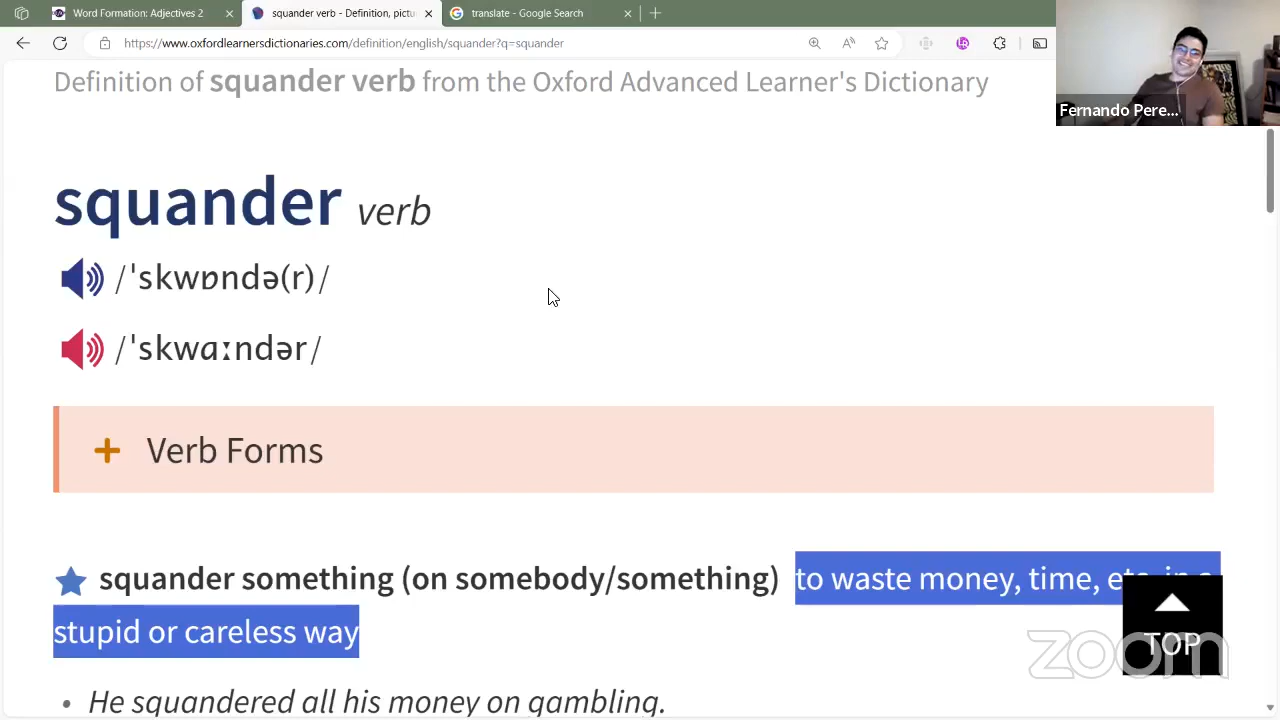 Word Formation: Adjectives 2
squander verb - Definition, pictu
translate - Google Search
https://www.oxfordlearnersdictionaries.com/definition/english/squander?q=squander
Fernando Pere...
Definition of squander verb from the Oxford Advanced Learner's Dictionary
squander verb
/ˈskwɒndə(r)/
/ˈskwɑːndər/
+ Verb Forms
squander something (on somebody/something) to waste money, time, etc. in a
stupid or careless way
TOP
zoom
• He squandered all his money on gambling.